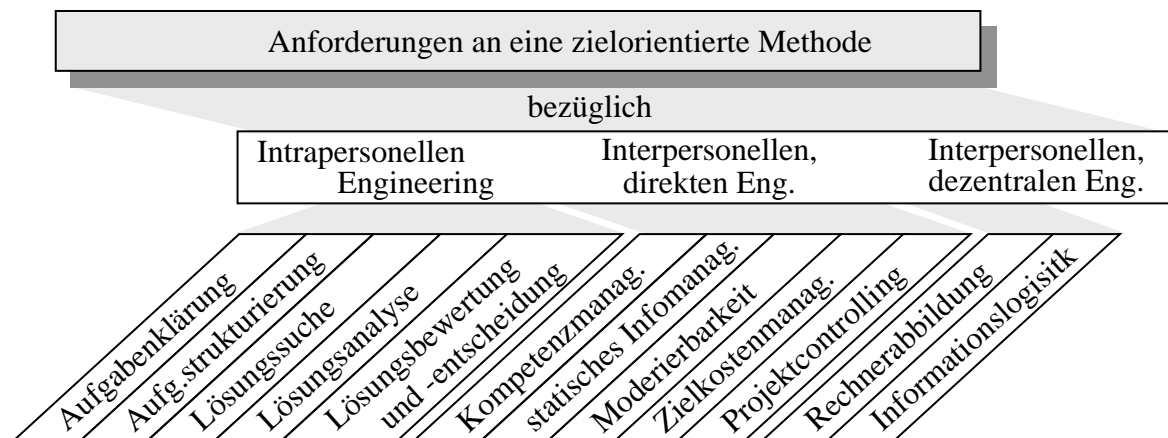 Anforderungen an eine zielorientierte Methode
bezüglich
Intrapersonellen
Engineering
Interpersonellen,
direkten Eng.
Interpersonellen,
dezentralen Eng.
Aufgabenklärung
Aufg.strukturierung
Lösungssuche
Lösungsanalyse
Lösungsbewertung
und -entscheidung
Kompetenzmanag.
statisches Infomanag.
Moderierbarkeit
Zielkostenmanag.
Projektcontrolling
Rechnerabbildung
Informationslogisitk